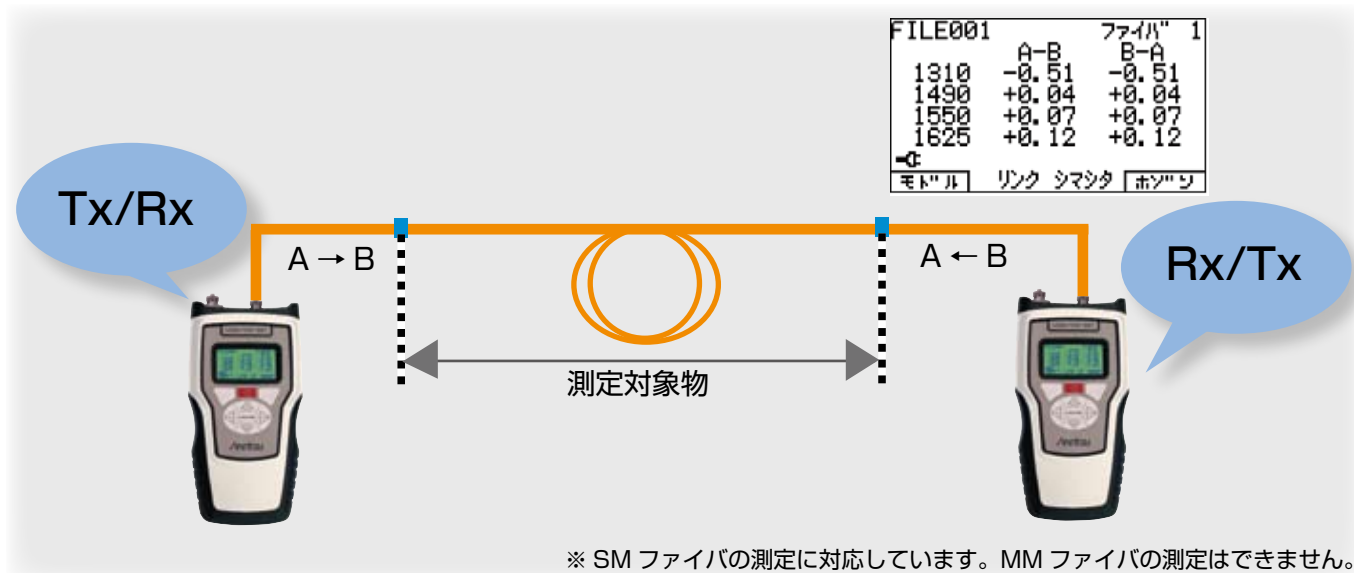 FILE001 ファイバ 1
A-B B-A
1310 -0.51 -0.51
1490 +0.04 +0.04
1550 +0.07 +0.07
1625 +0.12 +0.12
モドル リンク シマシタ ホゾン
Tx/Rx
Rx/Tx
A → B
A ← B
測定対象物
Anritsu
Anritsu
※ SM ファイバの測定に対応しています。MM ファイバの測定はできません。